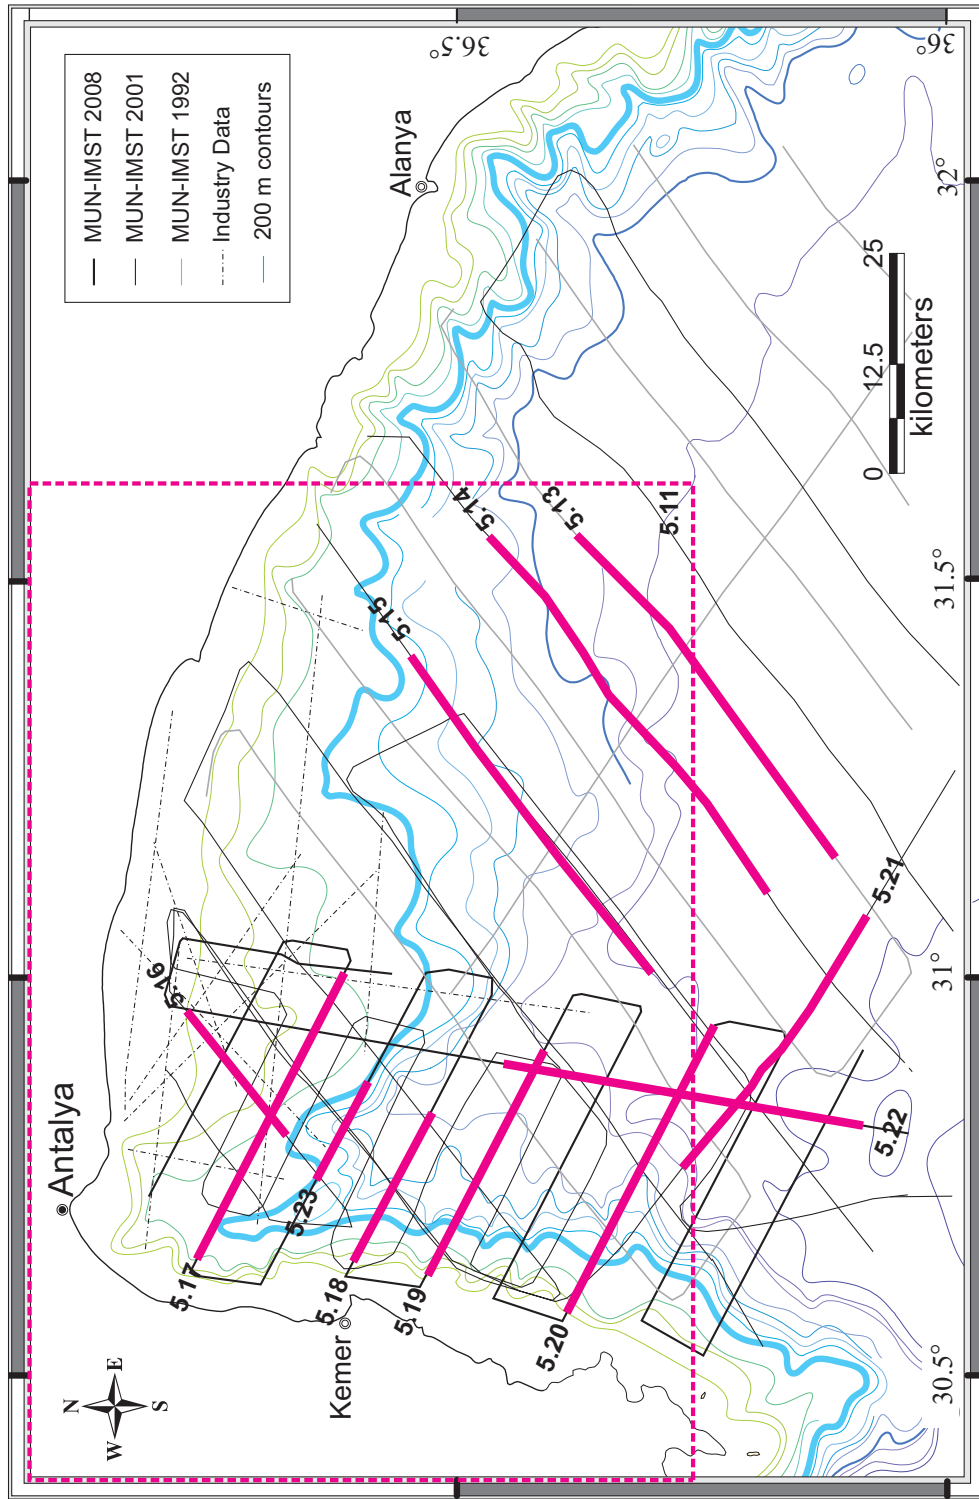 MUN-IMST 2008
MUN-IMST 2001
MUN-IMST 1992
Industry Data
200 m contours
36.5°
36°
Alanya
32°
0 12.5 25
kilometers
5.14
5.13
5.11
5.15
31.5°
5.16
5.21
31°
Antalya
5.22
5.23
5.17
5.18
5.19
5.20
Kemer
30.5°
N
E
S
W